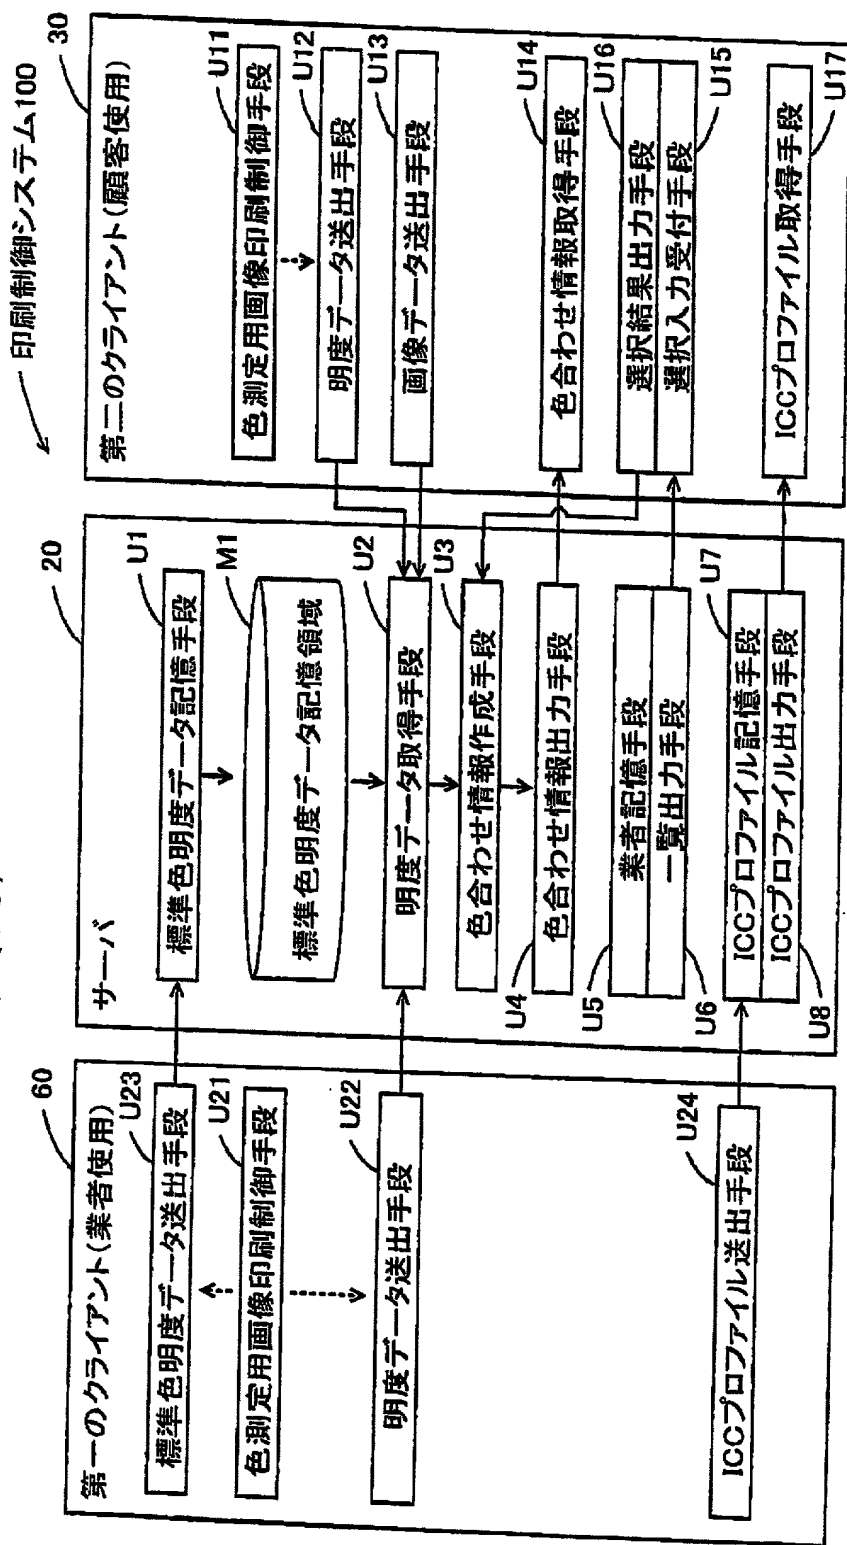 印刷制御システム100
60
第一のクライアント(業者使用)
U23
標準色明度データ送出手段
U21
色測定用画像印刷制御手段
U22
明度データ送出手段
U24
ICCプロファイル送出手段
20
サーバ
U1
標準色明度データ記憶手段
M1
標準色明度データ記憶領域
U2
明度データ取得手段
U3
色合わせ情報作成手段
U4
色合わせ情報出力手段
U5
業者記憶手段
U6
一覧出力手段
U7
ICCプロファイル記憶手段
U8
ICCプロファイル出力手段
30
第二のクライアント(顧客使用)
U11
色測定用画像印刷制御手段
U12
明度データ送出手段
U13
画像データ送出手段
U14
色合わせ情報取得手段
U16
選択結果出力手段
U15
選択入力受付手段
U17
ICCプロファイル取得手段